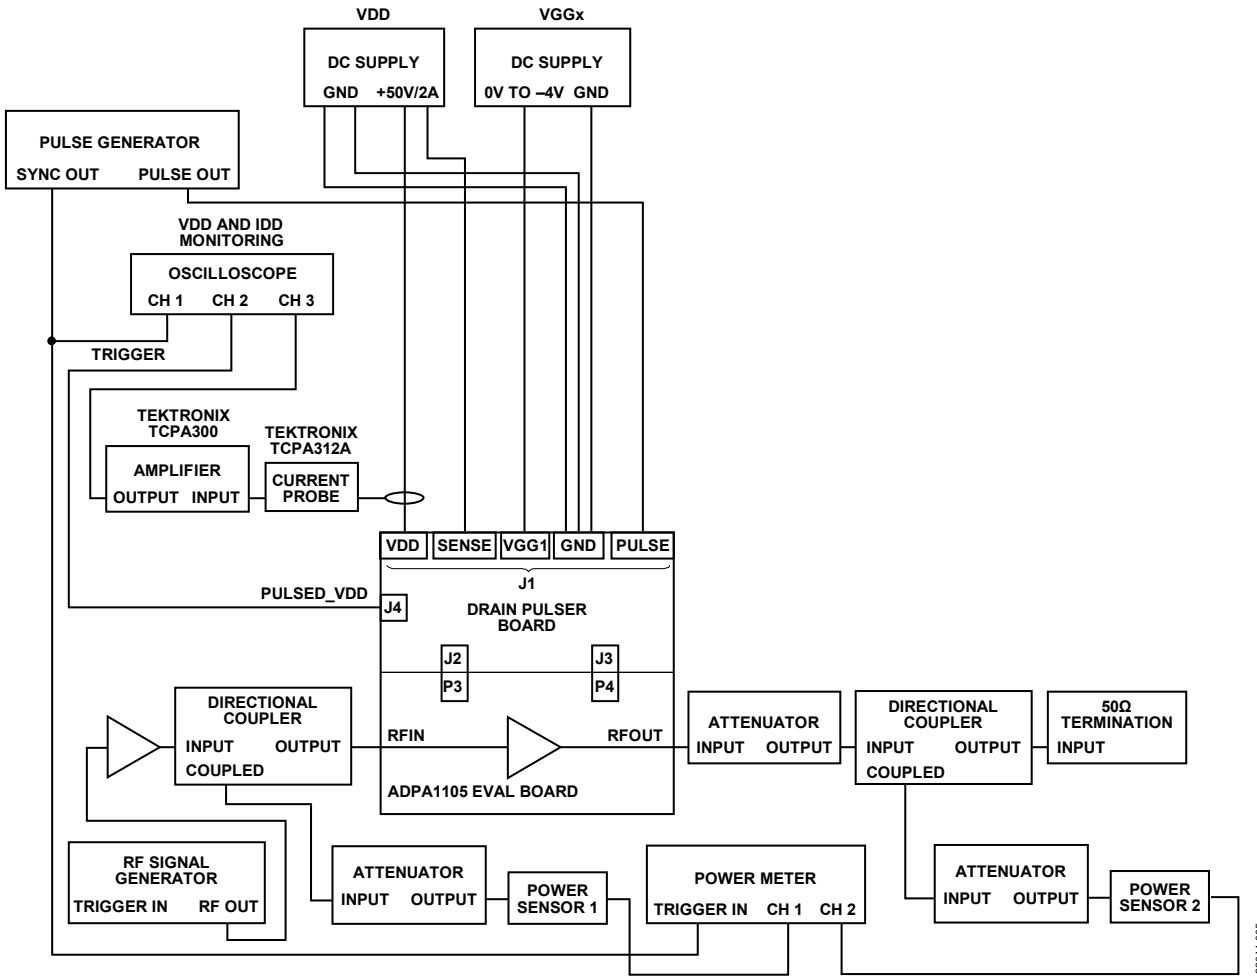 VDD
VGGx
DC SUPPLY
GND +50V/2A
DC SUPPLY
0V TO –4V GND
PULSE GENERATOR
SYNC OUT PULSE OUT
VDD AND IDD
MONITORING
OSCILLOSCOPE
CH 1 CH 2 CH 3
TRIGGER
TEKTRONIX
TCPA300
AMPLIFIER
OUTPUT INPUT
TEKTRONIX
TCPA312A
CURRENT
PROBE
VDD SENSE VGG1 GND PULSE
J1
PULSED_VDD
J4
DRAIN PULSER
BOARD
J2
P3
J3
P4
DIRECTIONAL
COUPLER
INPUT OUTPUT
COUPLED
RFIN RFOUT
ADPA1105 EVAL BOARD
ATTENUATOR
INPUT OUTPUT
DIRECTIONAL
COUPLER
INPUT OUTPUT
COUPLED
50Ω
TERMINATION
INPUT
RF SIGNAL
GENERATOR
TRIGGER IN RF OUT
ATTENUATOR
INPUT OUTPUT
POWER
SENSOR 1
POWER METER
TRIGGER IN CH 1 CH 2
ATTENUATOR
INPUT OUTPUT
POWER
SENSOR 2